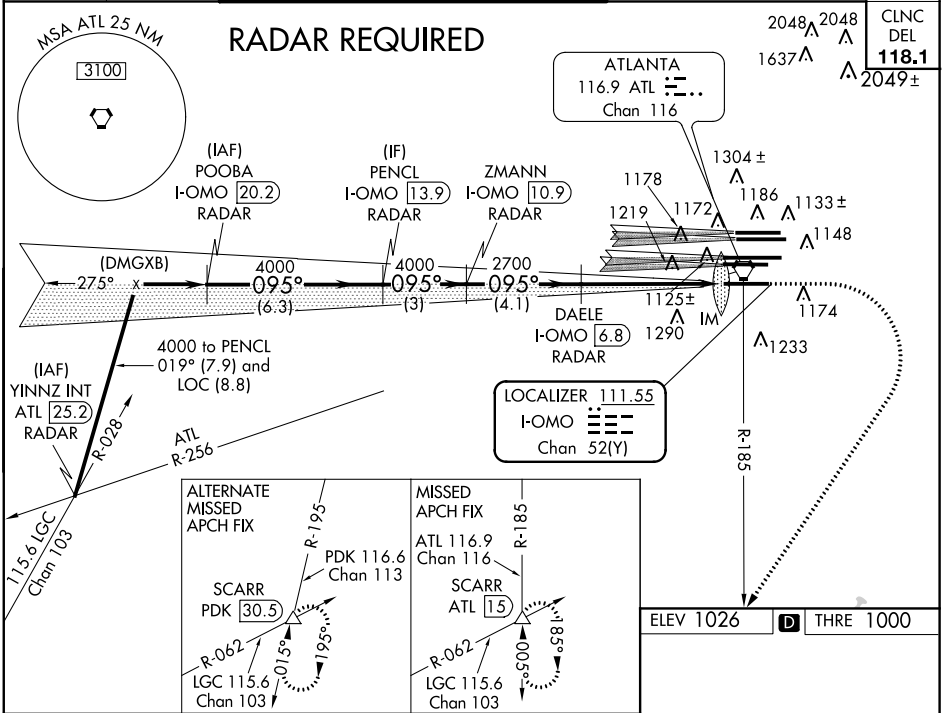 MSA ATL 25 NM
3100
RADAR REQUIRED
2048
2048
1637
2049±
CLNC
DEL
118.1
ATLANTA
116.9 ATL
Chan 116
(IAF)
POOBA
I-OMO 20.2
RADAR
(IF)
PENCL
I-OMO 13.9
RADAR
ZMANN
I-OMO 10.9
RADAR
1304±
1178
1172
1186
1133±
1219
1148
(DMGXB)
275°
X
4000
095°
(6.3)
4000
095°
(3)
2700
095°
(4.1)
1125±
1290
IM
1174
1233
DAELE
I-OMO 6.8
RADAR
4000 to PENCL
019° (7.9) and
LOC (8.8)
(IAF)
YINNZ INT
ATL 25.2
RADAR
R-028
ATL
R-256
115.6 LGC
Chan 103
LOCALIZER 111.55
I-OMO
Chan 52(Y)
R-185
ALTERNATE
MISSED
APCH FIX
R-195
PDK 116.6
Chan 113
SCARR
PDK 30.5
R-062
015°
195°
LGC 115.6
Chan 103
MISSED
APCH FIX
R-185
ATL 116.9
Chan 116
SCARR
ATL 15
R-062
005°
185°
LGC 115.6
Chan 103
ELEV 1026
D
THRE 1000